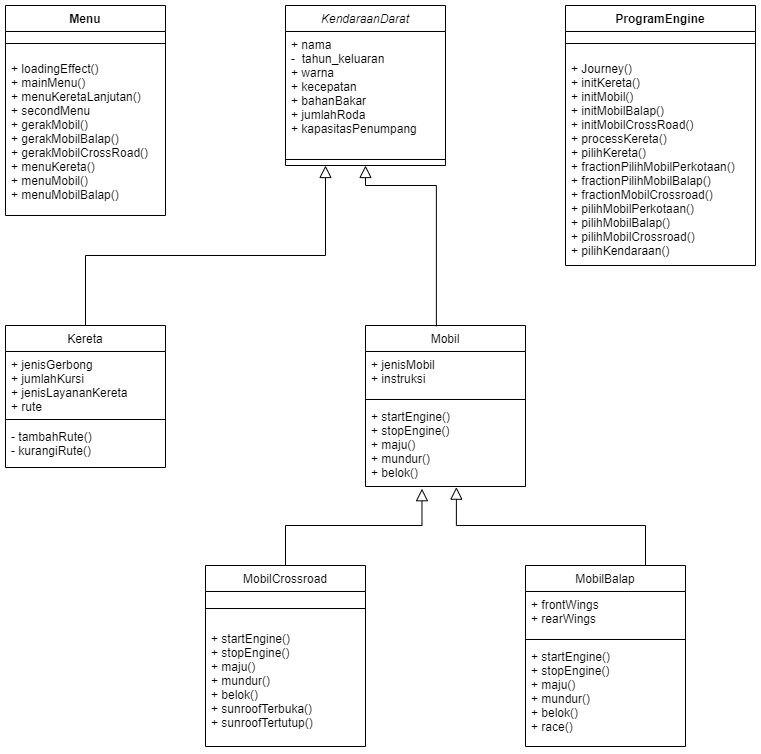 Menu
+ loadingEffect()
+ mainMenu()
+ menuKeretaLanjutan()
+ secondMenu
+ gerakMobil()
+ gerakMobilBalap()
+ gerakMobilCrossRoad()
+ menuKereta()
+ menuMobil()
+ menuMobilBalap()
KendaraanDarat
+ nama
- tahun_keluaran
+ warna
+ kecepatan
+ bahanBakar
+ jumlahRoda
+ kapasitasPenumpang
ProgramEngine
+ Journey()
+ initKereta()
+ initMobil()
+ initMobilBalap()
+ initMobilCrossRoad()
+ processKereta()
+ pilihKereta()
+ fractionPilihMobilPerkotaan()
+ fractionPilihMobilBalap()
+ fractionMobilCrossroad()
+ pilihMobilPerkotaan()
+ pilihMobilBalap()
+ pilihMobilCrossroad()
+ pilihKendaraan()
Kereta
+ jenisGerbong
+ jumlahKursi
+ jenisLayananKereta
+ rute
- tambahRute()
- kurangiRute()
Mobil
+ jenisMobil
+ instruksi
+ startEngine()
+ stopEngine()
+ maju()
+ mundur()
+ belok()
MobilCrossroad
+ startEngine()
+ stopEngine()
+ maju()
+ mundur()
+ belok()
+ sunroofTerbuka()
+ sunroofTertutup()
MobilBalap
+ frontWings
+ rearWings
+ startEngine()
+ stopEngine()
+ maju()
+ mundur()
+ belok()
+ race()